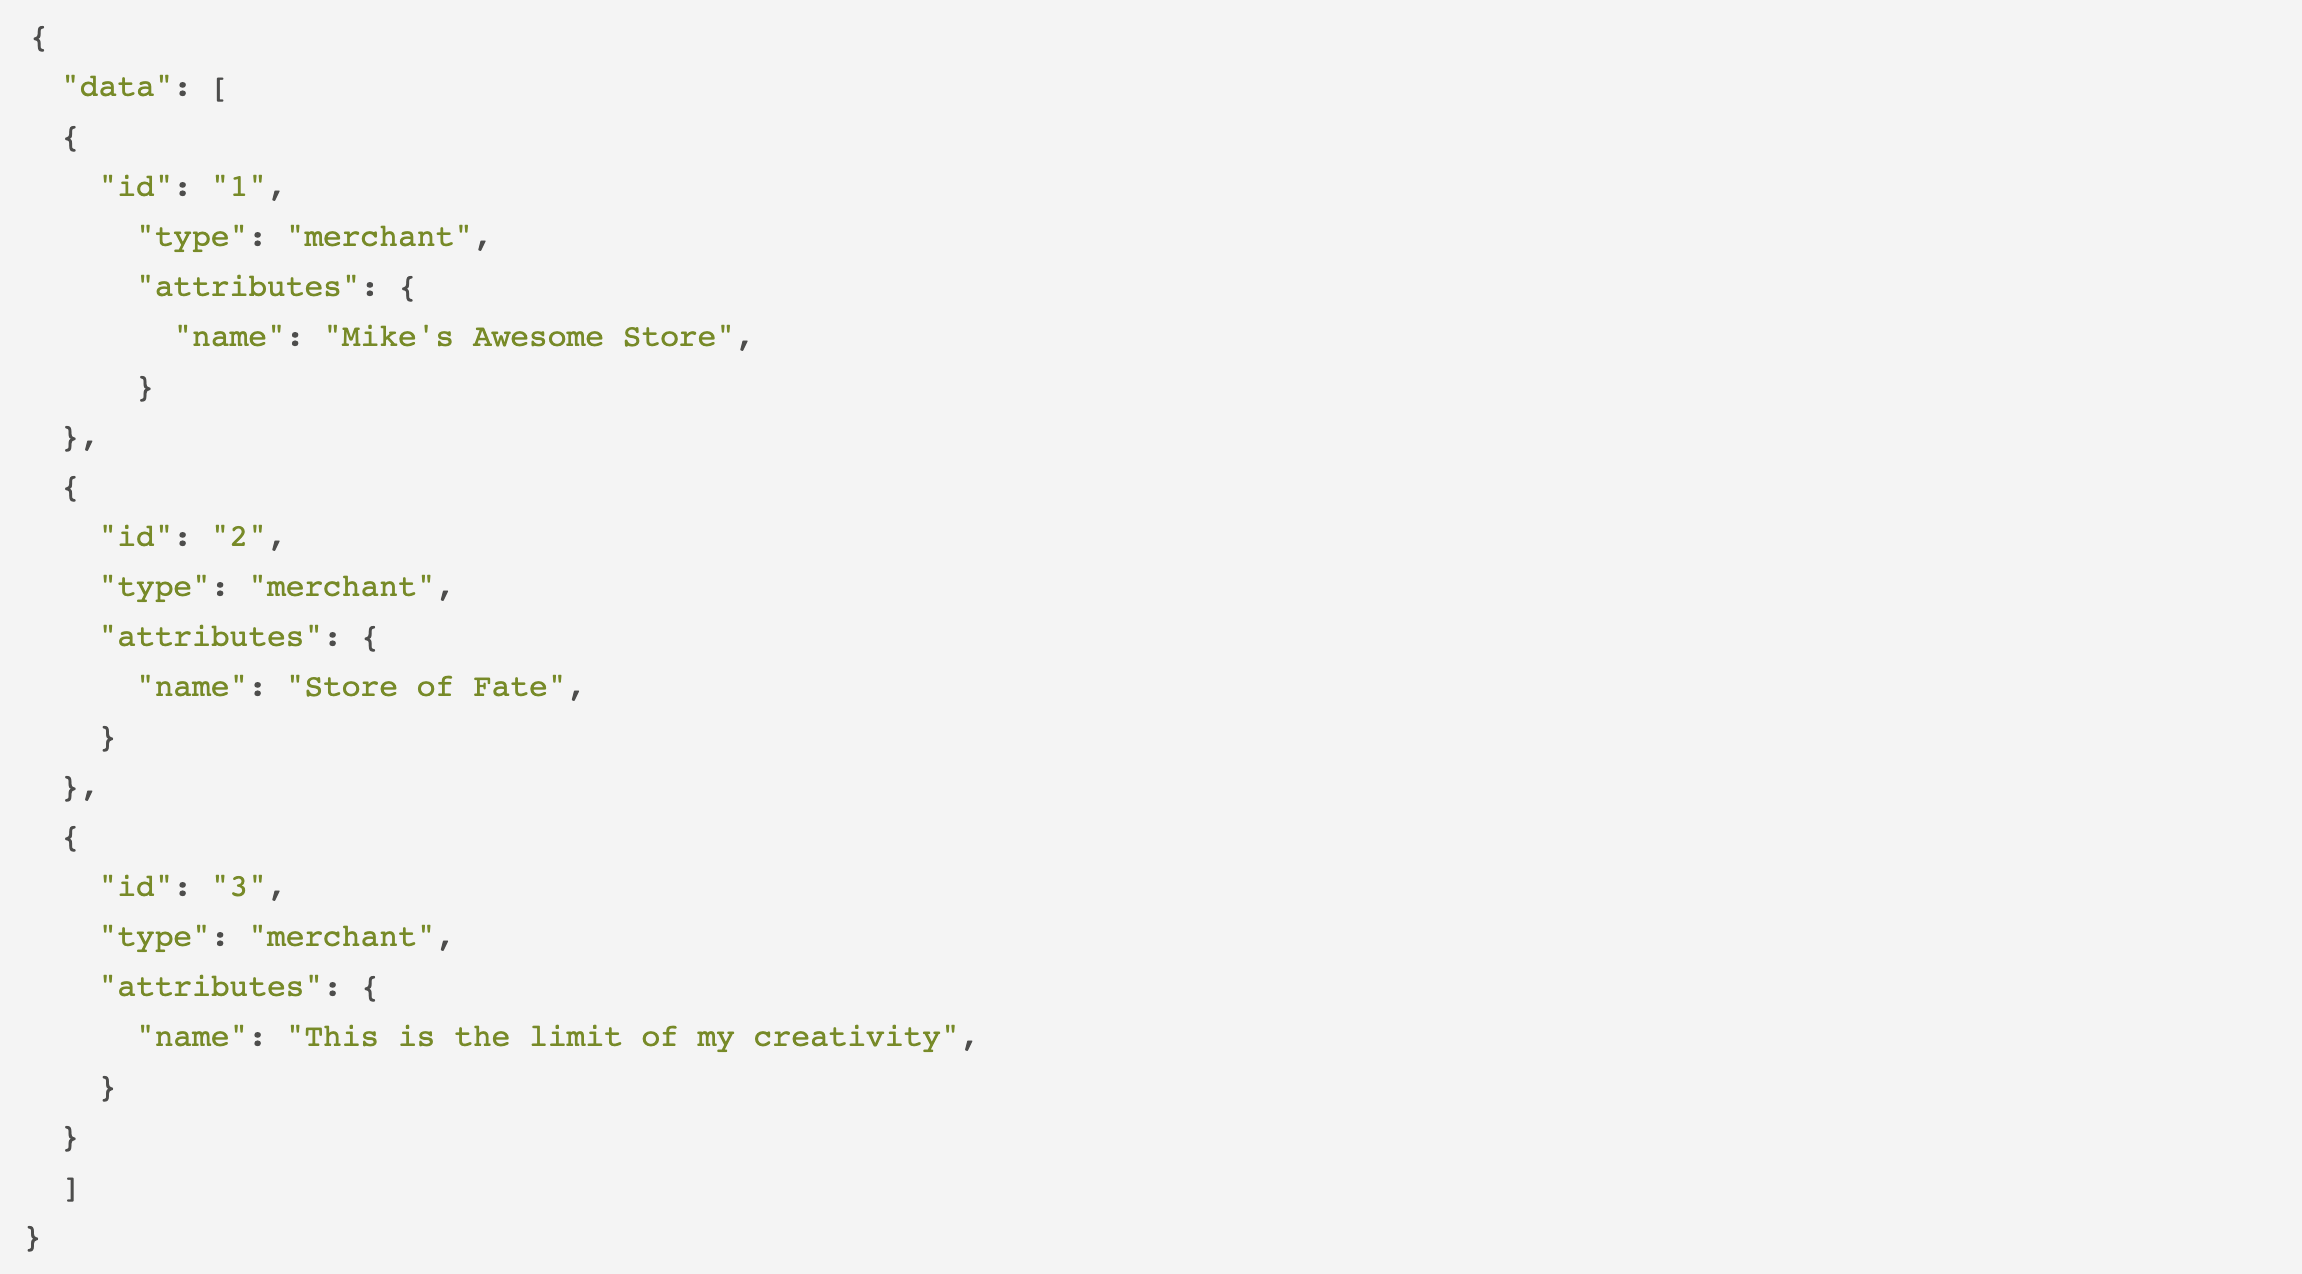 {
  "data": [
  {
    "id": "1",
      "type": "merchant",
      "attributes": {
        "name": "Mike's Awesome Store",
      }
  },
  {
    "id": "2",
    "type": "merchant",
    "attributes": {
      "name": "Store of Fate",
    }
  },
  {
    "id": "3",
    "type": "merchant",
    "attributes": {
      "name": "This is the limit of my creativity",
    }
  }
  ]
}